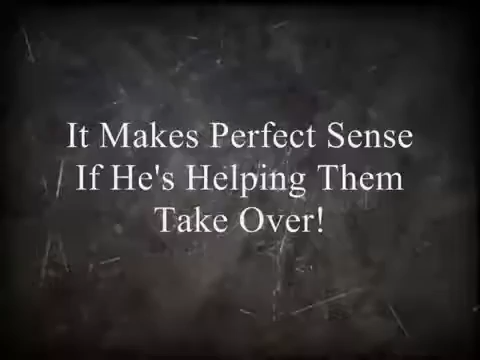 It Makes Perfect Sense
If He's Helping Them
Take Over!